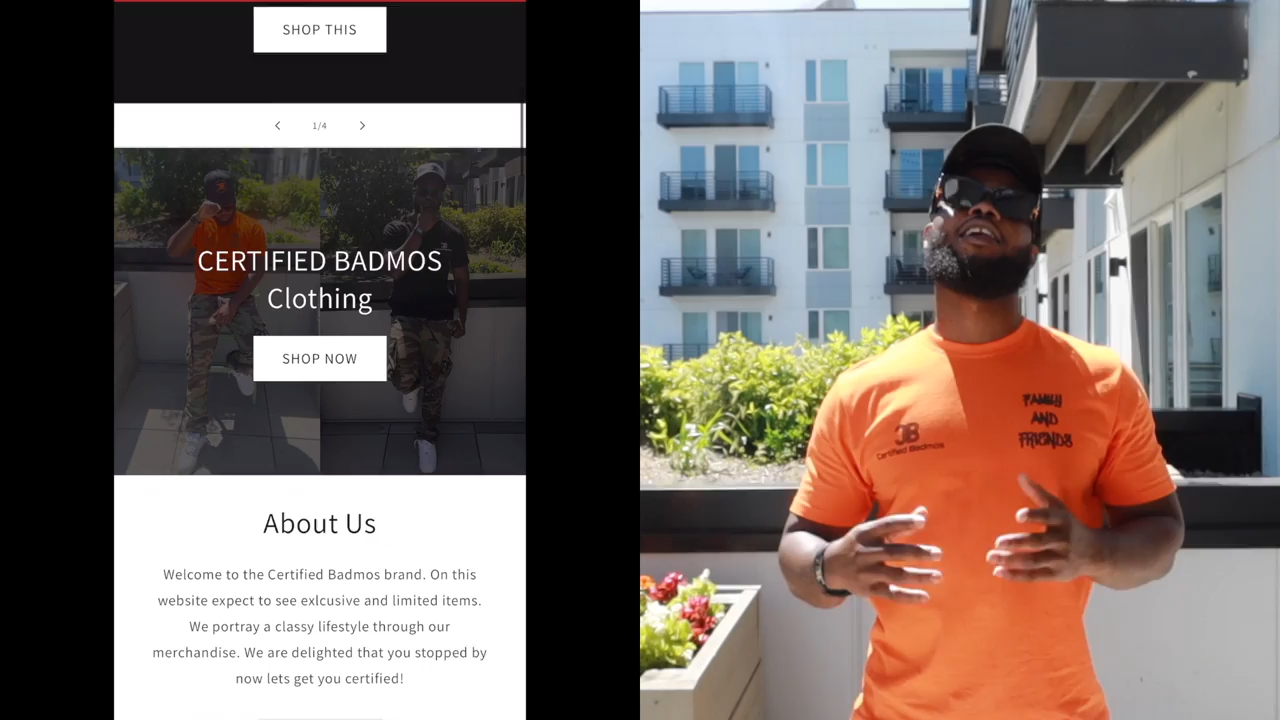 SHOP THIS
1/4
CERTIFIED BADMOS
Clothing
SHOP NOW
About Us
Welcome to the Certified Badmos brand. On this
website expect to see exlcusive and limited items.
We portray a classy lifestyle through our
merchandise. We are delighted that you stopped by
now lets get you certified!
FAMILY
AND
FRIENDS
CB
Certified Badmos